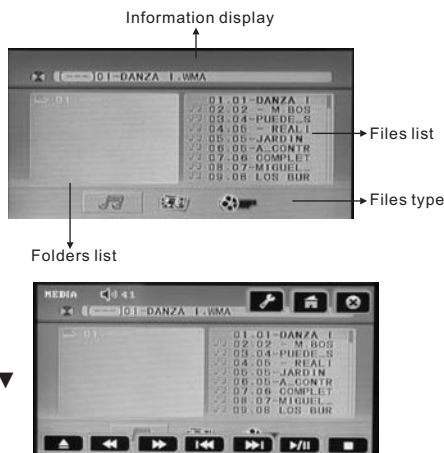 Information display
[---]01-DANZA I.WMA
01
01.01-DANZA I
02.02 - M.BOS
03.04-PUEDE_S
04.05 - REALI
05.05-JARDIN
06.05-A_CONTR
07.06 COMPLET
08.07-MIGUEL_
09.08 LOS BUR
Files list
Files type
Folders list
MEDIA 41
[---]01-DANZA I.WMA
01
01.01-DANZA I
02.02 - M.BOS
03.04-PUEDE_S
04.05 - REALI
05.05-JARDIN
06.05-A_CONTR
07.06 COMPLET
08.07-MIGUEL_
09.08 LOS BUR